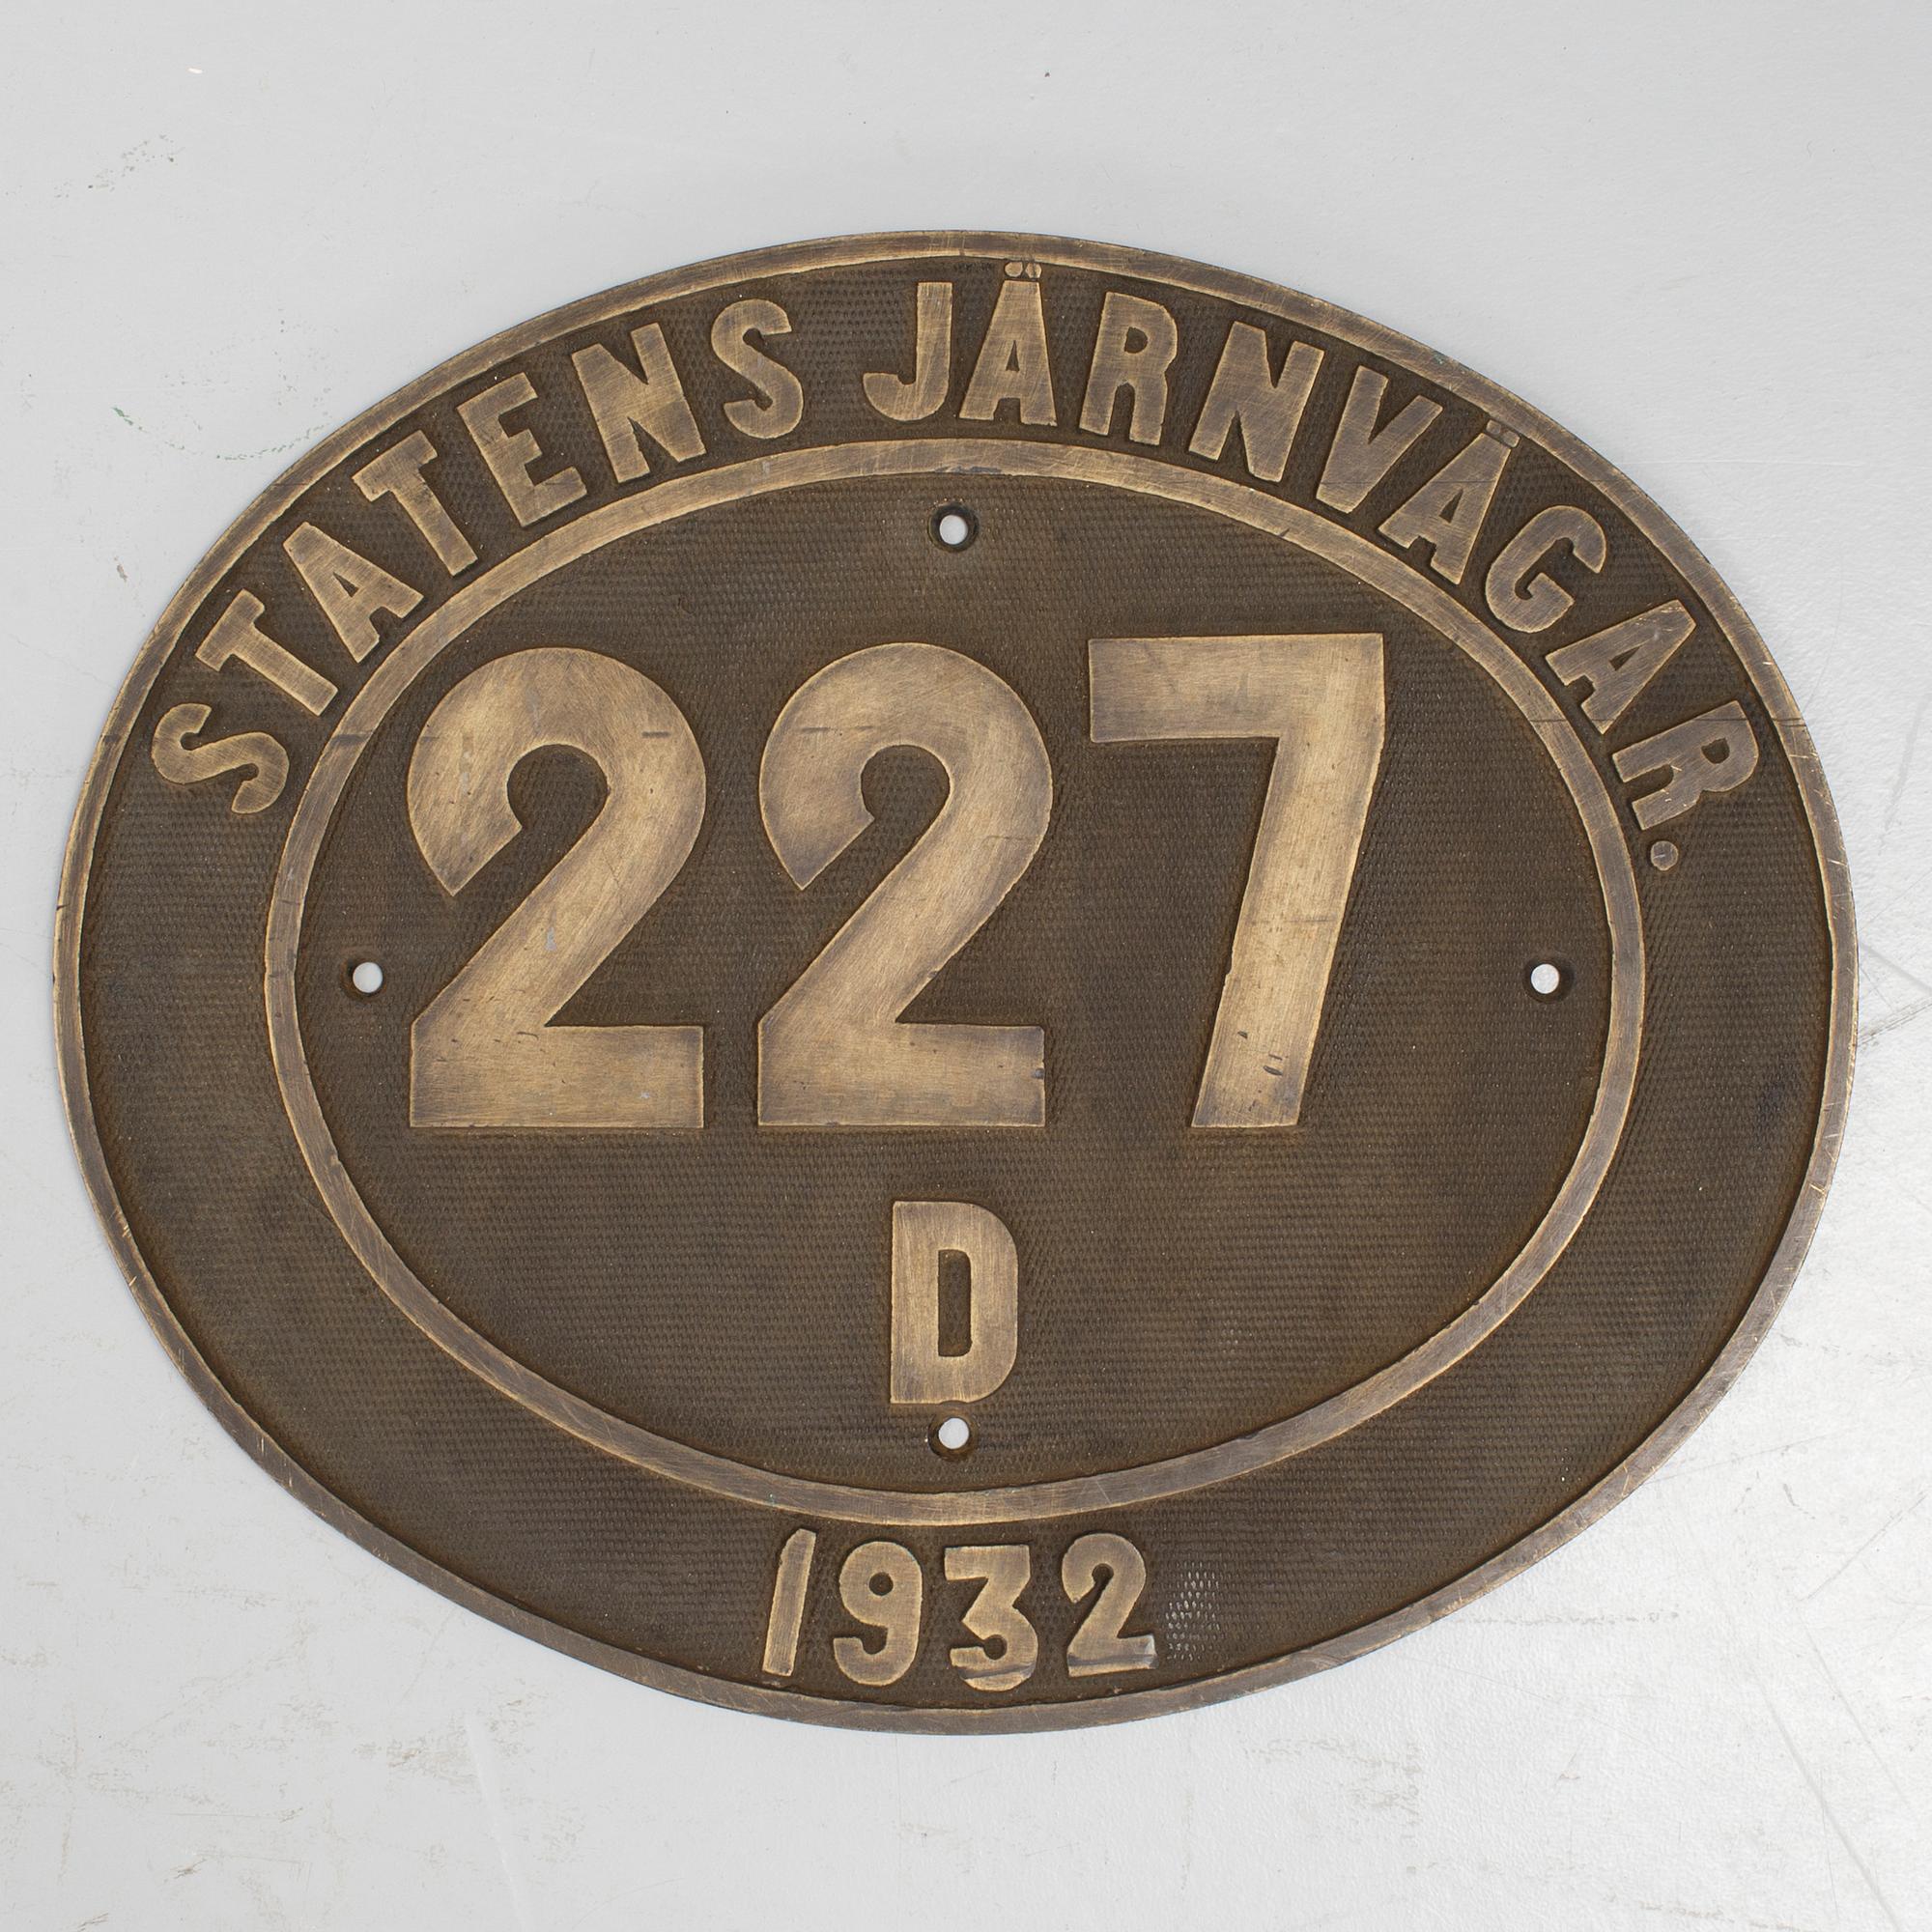 STATENS JÄRNVÄGAR.
227
D
1932